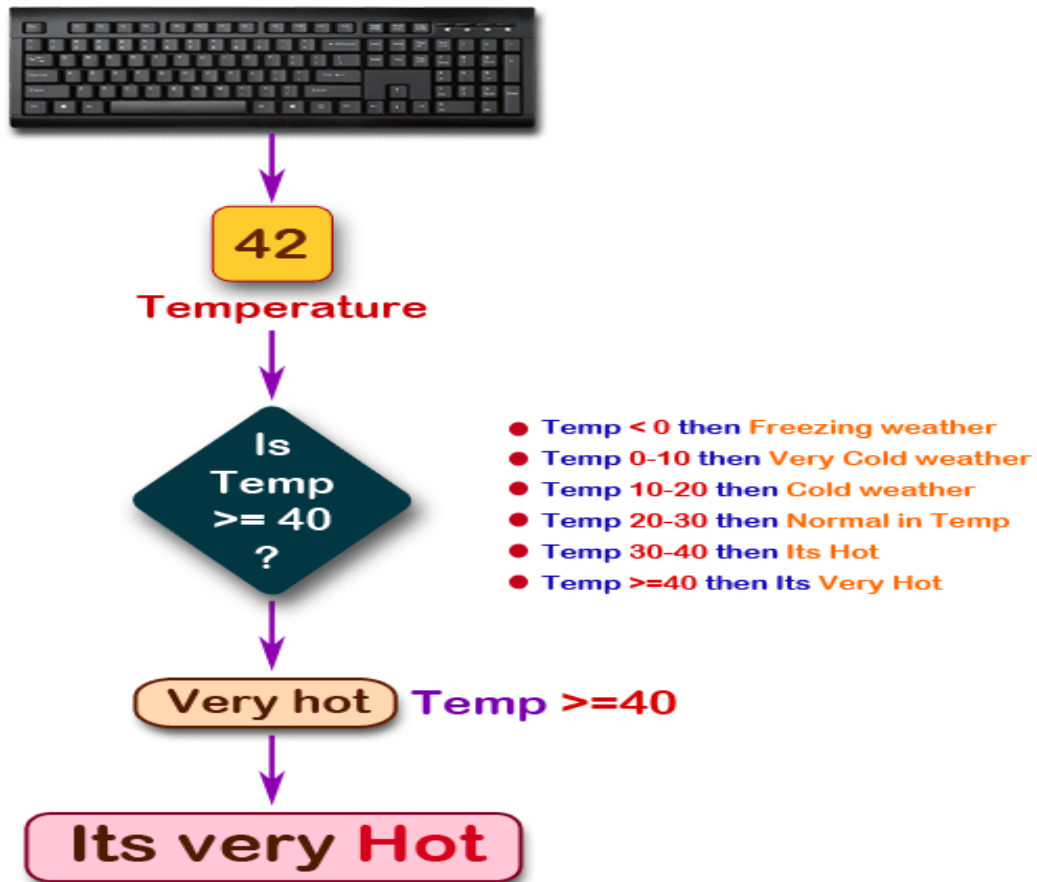 42
Temperature
Is
Temp
>= 40
?
Temp < 0 then Freezing weather
Temp 0-10 then Very Cold weather
Temp 10-20 then Cold weather
Temp 20-30 then Normal in Temp
Temp 30-40 then Its Hot
Temp >=40 then Its Very Hot
Very hot Temp >=40
Its very Hot